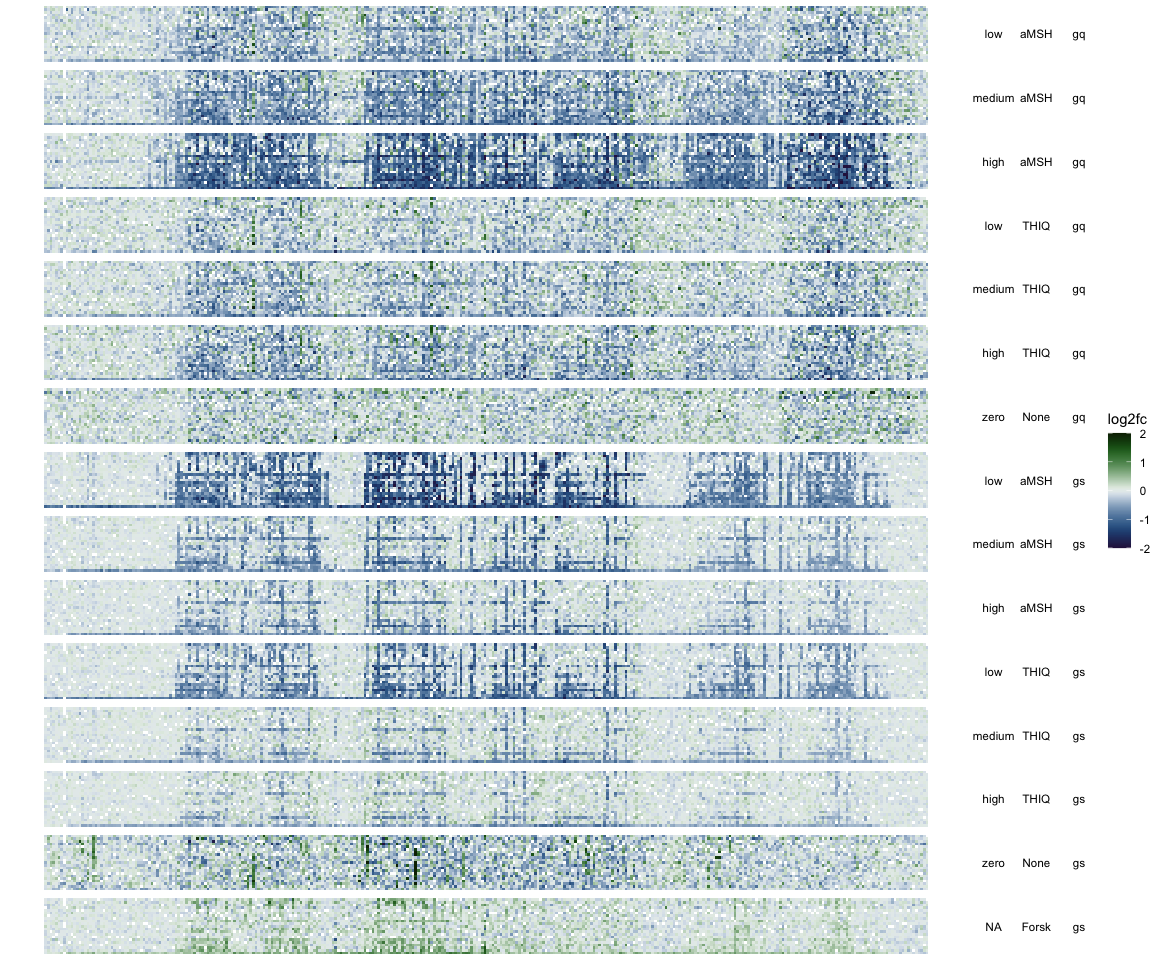 low aMSH gq
medium aMSH gq
high aMSH gq
low THIQ gq
medium THIQ gq
high THIQ gq
zero None gq
low aMSH gs
medium aMSH gs
high aMSH gs
low THIQ gs
medium THIQ gs
high THIQ gs
zero None gs
NA Forsk gs
log2fc
2
1
0
-1
-2